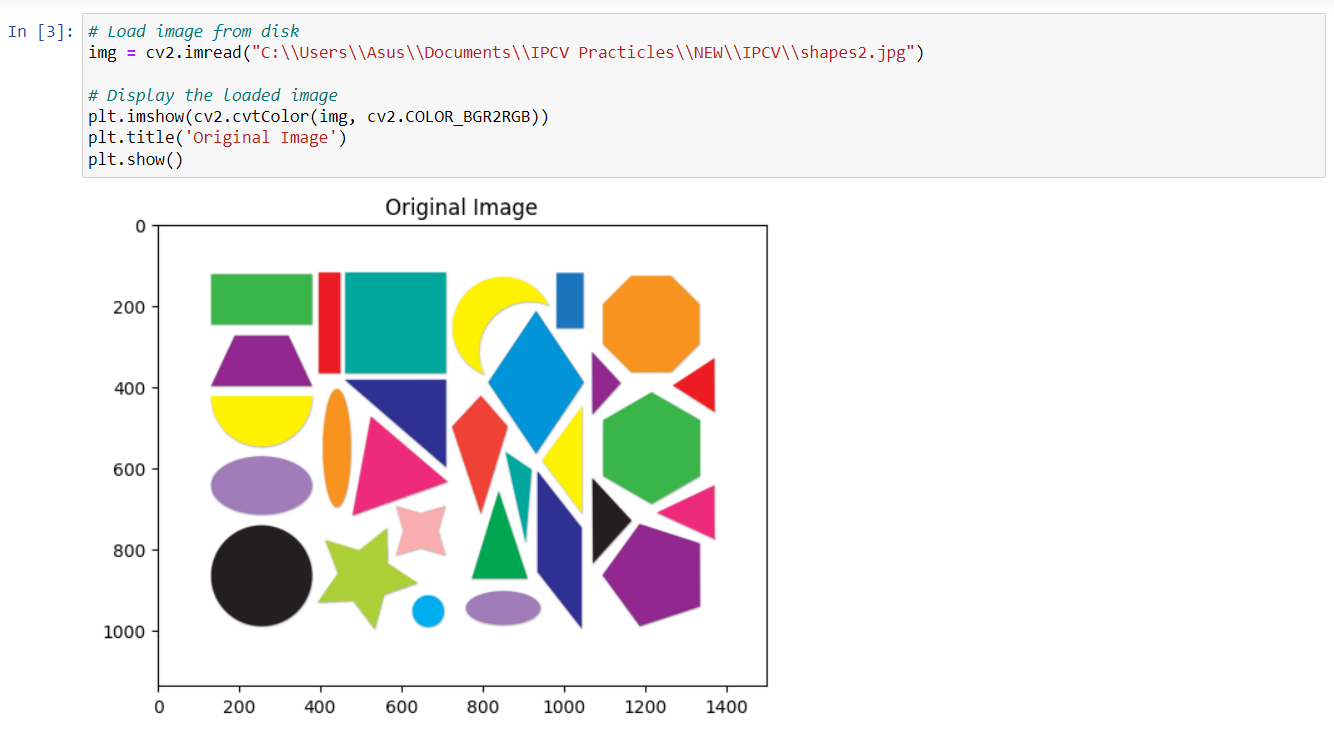 In [3]:
# Load image from disk
img = cv2.imread("C:\\Users\\Asus\\Documents\\IPCV Practicles\\NEW\\IPCV\\shapes2.jpg")
# Display the loaded image
plt.imshow(cv2.cvtColor(img, cv2.COLOR_BGR2RGB))
plt.title('Original Image')
plt.show()
Original Image
0
200
400
600
800
1000
0 200 400 600 800 1000 1200 1400